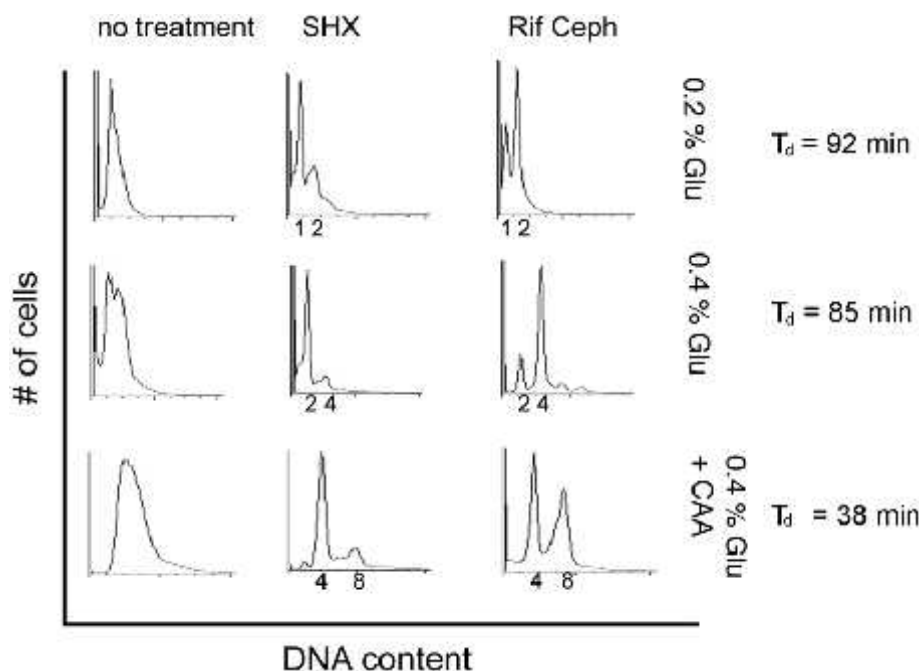 no treatment SHX Rif Ceph
0.2 % Glu
T_d = 92 min
1 2
1 2
0.4 % Glu
T_d = 85 min
2 4
2 4
0.4 % Glu
+ CAA
T_d = 38 min
4 8
4 8
# of cells
DNA content